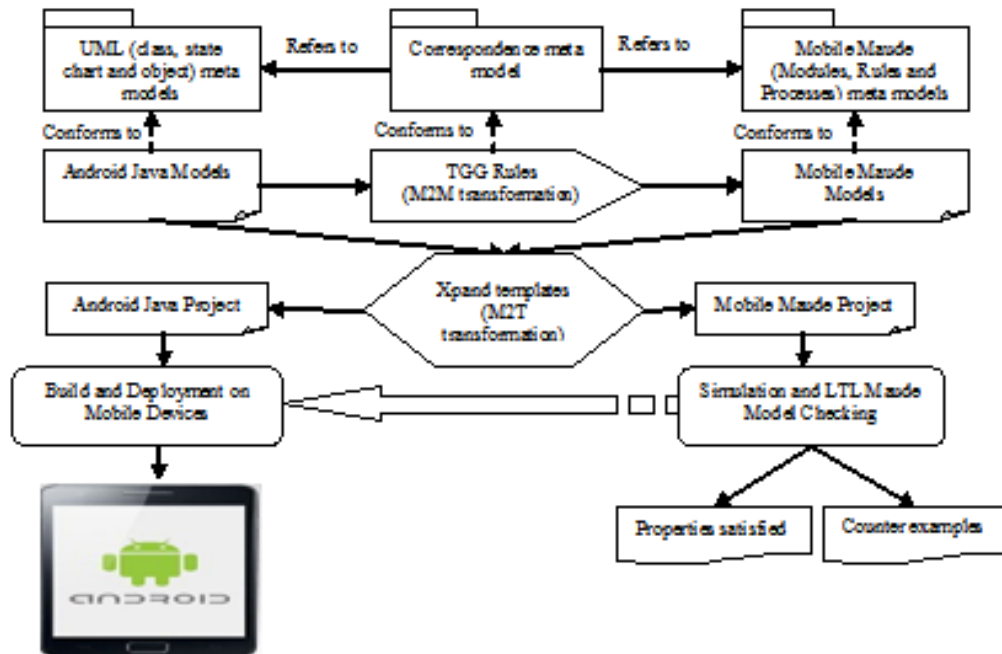 UML (class, state
chart and object) meta
models
Refers to
Correspondence meta
model
Refers to
Mobile Maude
(Modules, Rules and
Processes) meta models
Conforms to
Conforms to
Conforms to
Android Java Models
TGG Rules
(M2M transformation)
Mobile Maude
Models
Android Java Project
Xpand templates
(M2T
transformation)
Mobile Maude Project
Build and Deployment on
Mobile Devices
Simulation and LTL Maude
Model Checking
Properties satisfied
Counter examples
ANDROID